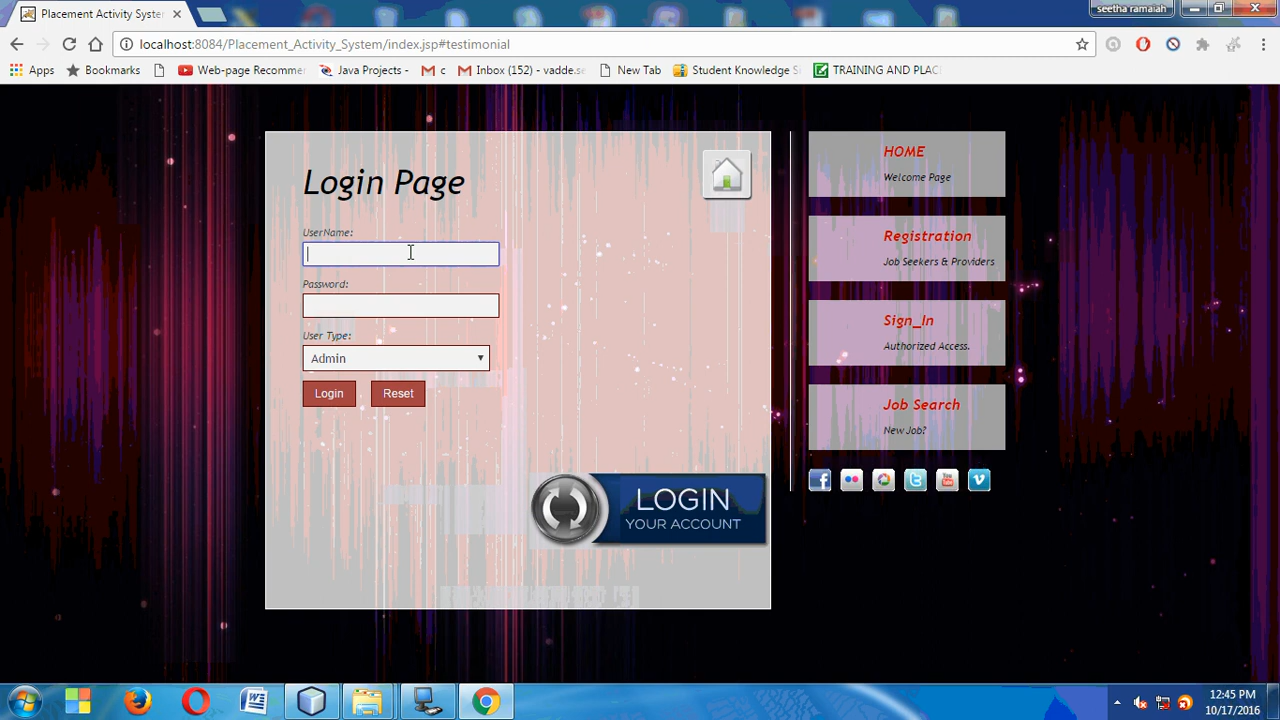 Placement Activity Syste
seetha ramaiah
localhost:8084/Placement_Activity_System/index.jsp#testimonial
Apps
Bookmarks
Web-page Recomme
Java Projects -
c
Inbox (152) - vadde.s
New Tab
Student Knowledge S
TRAINING AND PLAC
Login Page
UserName:
Password:
User Type:
Admin
Login
Reset
LOGIN
YOUR ACCOUNT
HOME
Welcome Page
Registration
Job Seekers & Providers
Sign_In
Authorized Access.
Job Search
New Job?
You
12:45 PM
10/17/2016